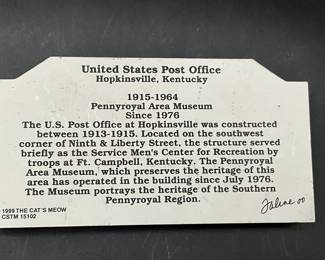 United States Post Office
Hopkinsville, Kentucky
1915-1964
Pennyroyal Area Museum
Since 1976
The U.S. Post Office at Hopkinsville was constructed
between 1913-1915. Located on the southwest
corner of Ninth & Liberty Street, the structure served
briefly as the Service Men's Center for Recreation by
troops at Ft. Campbell, Kentucky. The Pennyroyal
Area Museum, which preserves the heritage of this
area has operated in the building since July 1976.
The Museum portrays the heritage of the Southern
Pennyroyal Region.
Faline 00
1999 THE CAT'S MEOW
CSTM 15102